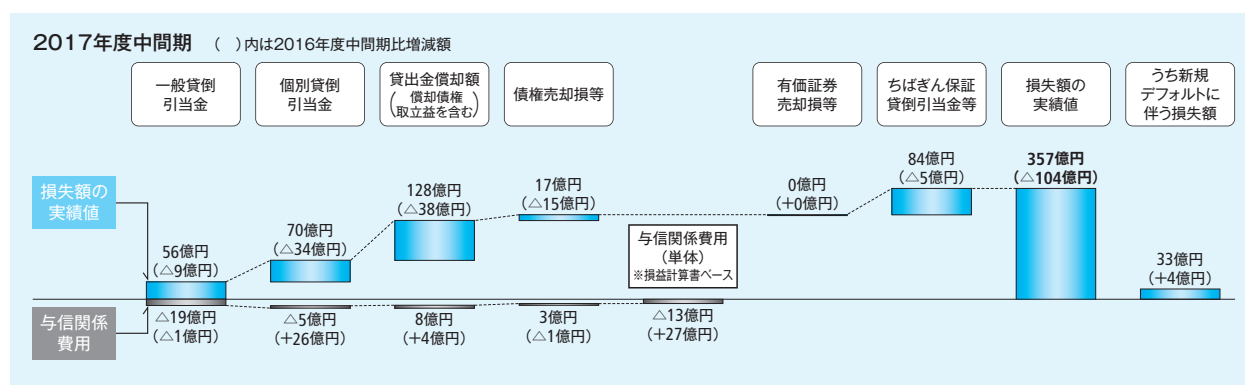 2017年度中間期 （ ）内は2016年度中間期比増減額
一般貸倒
引当金
個別貸倒
引当金
貸出金償却額
（償却債権
取立益を含む）
債権売却損等
有価証券
売却損等
ちばぎん保証
貸倒引当金等
損失額の
実績値
うち新規
デフォルトに
伴う損失額
損失額の
実績値
56億円
（△9億円）
70億円
（△34億円）
128億円
（△38億円）
17億円
（△15億円）
与信関係費用
（単体）
※損益計算書ベース
0億円
（+0億円）
84億円
（△5億円）
357億円
（△104億円）
33億円
（+4億円）
与信関係
費用
△19億円
（△1億円）
△5億円
（+26億円）
8億円
（+4億円）
3億円
（△1億円）
△13億円
（+27億円）